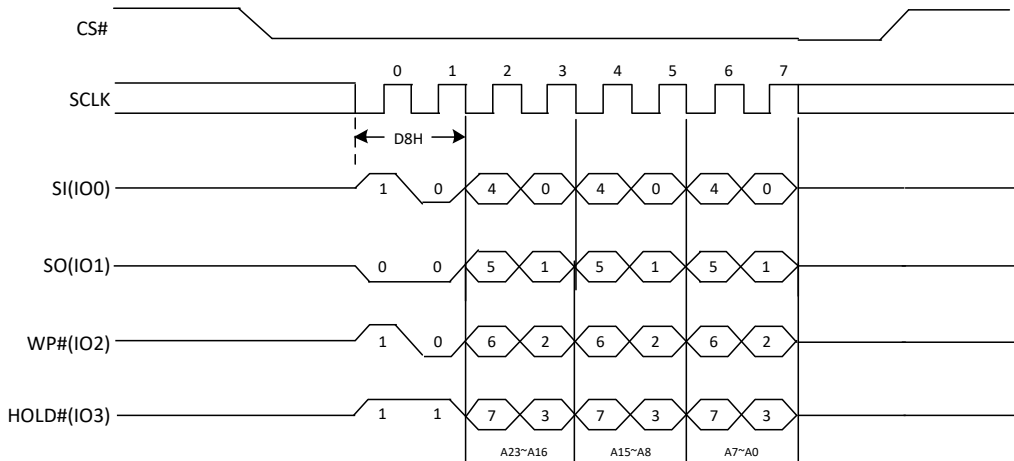 CS#
0 1 2 3 4 5 6 7
SCLK
D8H
SI(IO0) 1 0 4 0 4 0 4 0
SO(IO1) 0 0 5 1 5 1 5 1
WP#(IO2) 1 0 6 2 6 2 6 2
HOLD#(IO3) 1 1 7 3 7 3 7 3
A23~A16 A15~A8 A7~A0